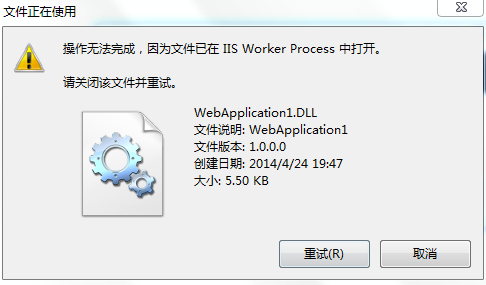 文件正在使用
操作无法完成，因为文件已在 IIS Worker Process 中打开。
请关闭该文件并重试。
WebApplication1.DLL
文件说明: WebApplication1
文件版本: 1.0.0.0
创建日期: 2014/4/24 19:47
大小: 5.50 KB
重试(R)
取消